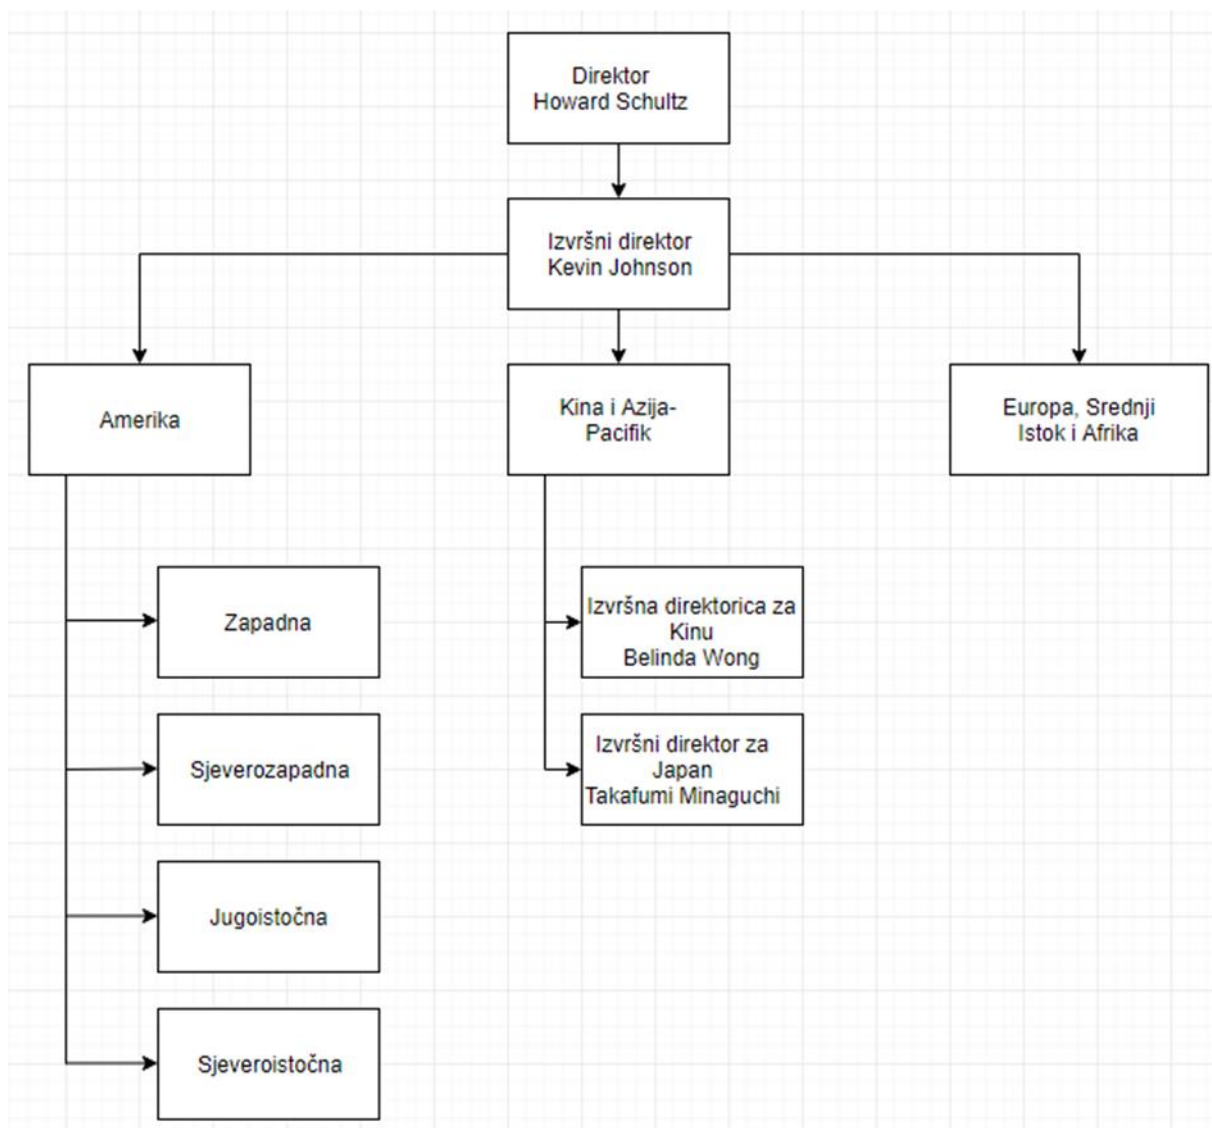 Direktor
Howard Schultz
Izvršni direktor
Kevin Johnson
Amerika
Kina i Azija-
Pacifik
Europa, Srednji
Istok i Afrika
Zapadna
Izvršna direktorica za
Kinu
Belinda Wong
Sjeverozapadna
Izvršni direktor za
Japan
Takafumi Minaguchi
Jugoistočna
Sjeveroistočna